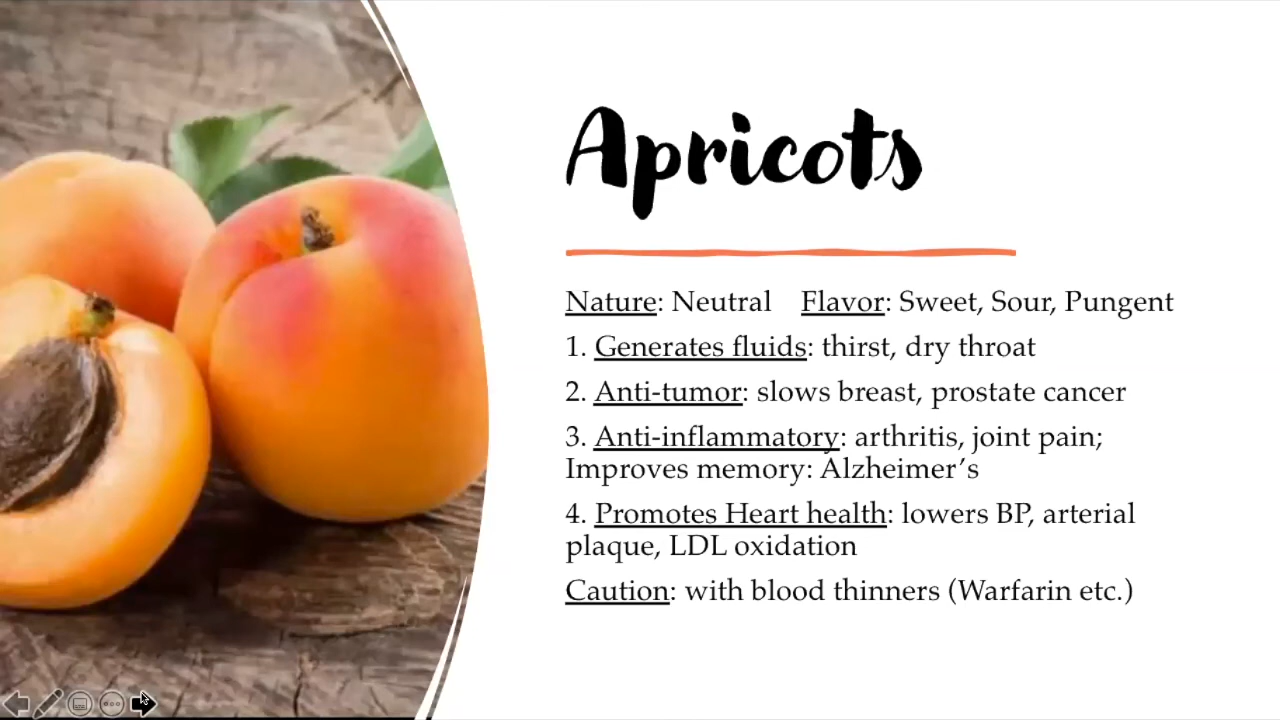 Apricots
Nature: Neutral    Flavor: Sweet, Sour, Pungent
1. Generates fluids: thirst, dry throat
2. Anti-tumor: slows breast, prostate cancer
3. Anti-inflammatory: arthritis, joint pain;
Improves memory: Alzheimer’s
4. Promotes Heart health: lowers BP, arterial
plaque, LDL oxidation
Caution: with blood thinners (Warfarin etc.)